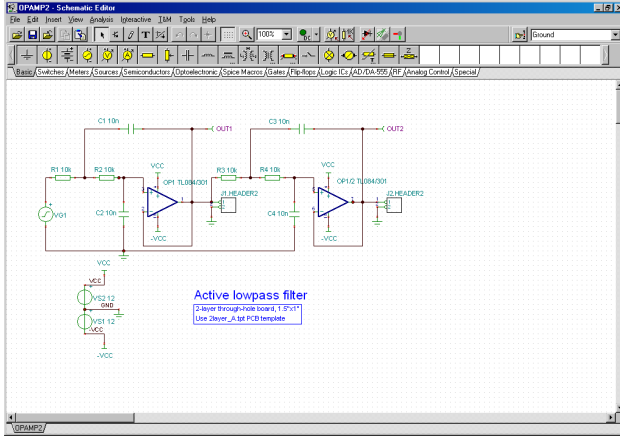 OPAMP2 - Schematic Editor
File Edit Insert View Analysis Interactive T&M Tools Help
100% Ground
Basic Switches Meters Sources Semiconductors Optoelectronic Spice Macros Gates Flip-flops Logic ICs AD/DA-555 RF Analog Control Special
C1 10n C3 10n
OUT1 OUT2
R1 10k R2 10k VCC R3 10k R4 10k VCC
OP1 TL084/301 OP1/2 TL084/301
J1.HEADER2 J2.HEADER2
VG1 C2 10n C4 10n
-VCC -VCC
VCC
VCC
VS2 12
GND
VS1 12
-VCC
-VCC
Active lowpass filter
2-layer through-hole board, 1.5"x1"
Use 2layer_A.tpt PCB template
OPAMP2